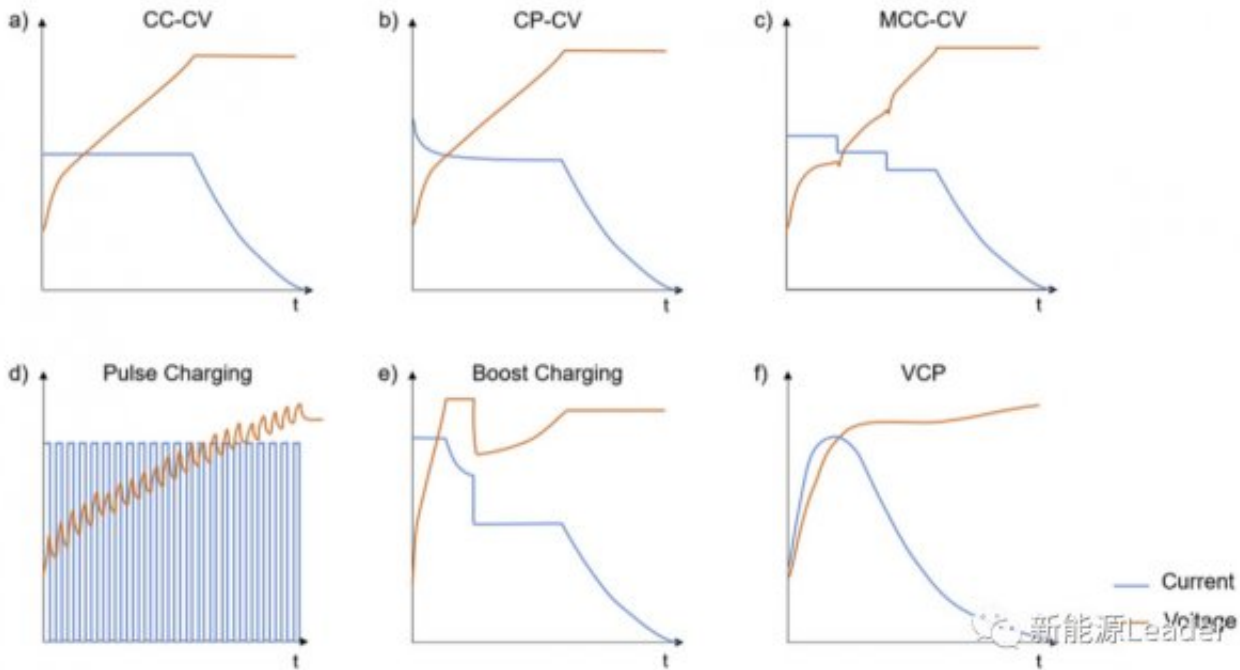 a) CC-CV
b) CP-CV
c) MCC-CV
t
t
t
d) Pulse Charging
e) Boost Charging
f) VCP
Current
Voltage
新能源Leader
t
t
t